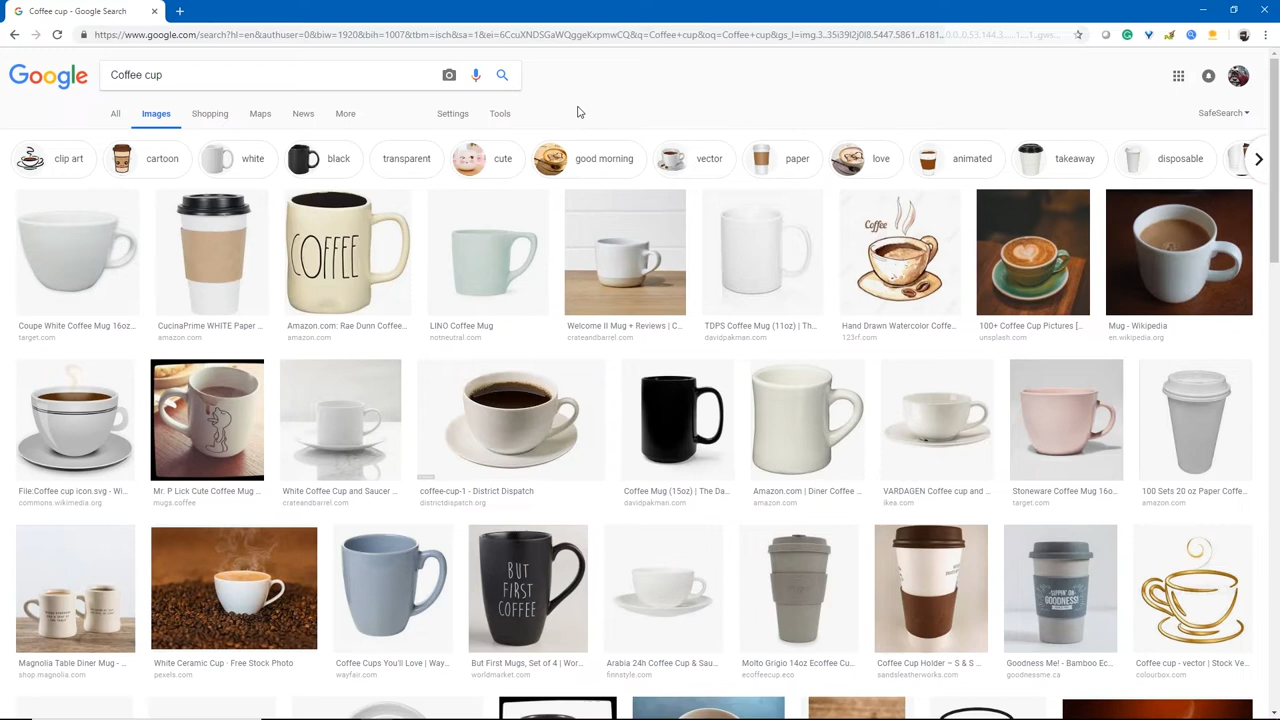 Coffee cup - Google Search
https://www.google.com/search?hl=en&authuser=0&biw=1920&bih=1007&tbm=isch&sa=1&ei=6CcuXNDSGaWQggeKxpmwCQ&q=Coffee+cup&oq=Coffee+cup&gs_l=img.3..35i39l2j0l8.5447.5861..6181...
Google
Coffee cup
All Images Shopping Maps News More Settings Tools
SafeSearch
clip art cartoon white black transparent cute good morning vector paper love animated takeaway disposable
COFFEE
Coffee
Coupe White Coffee Mug 16oz... CucinaPrime WHITE Paper ... Amazon.com: Rae Dunn Coffee... LINO Coffee Mug Welcome II Mug + Reviews | C... TDPS Coffee Mug (11oz) | Th... Hand Drawn Watercolor Coffe... 100+ Coffee Cup Pictures [... Mug - Wikipedia
target.com amazon.com amazon.com notneutral.com crateandbarrel.com davidpakman.com 123rf.com unsplash.com en.wikipedia.org
File:Coffee cup icon.svg - Wi... Mr. P Lick Cute Coffee Mug ... White Coffee Cup and Saucer ... coffee-cup-1 - District Dispatch Coffee Mug (15oz) | The Da... Amazon.com | Diner Coffee ... VARDAGEN Coffee cup and ... Stoneware Coffee Mug 16o... 100 Sets 20 oz Paper Coffe...
commons.wikimedia.org mugs.coffee crateandbarrel.com districtdispatch.org davidpakman.com amazon.com ikea.com target.com amazon.com
BUT
FIRST
COFFEE
SIPPIN' ON
GOODNESS!
Magnolia Table Diner Mug - ... White Ceramic Cup · Free Stock Photo Coffee Cups You'll Love | Way... But First Mugs, Set of 4 | Wor... Arabia 24h Coffee Cup & Sau... Molto Grigio 14oz Ecoffee Cu... Coffee Cup Holder – S & S ... Goodness Me! - Bamboo Ec... Coffee cup - vector | Stock Ve...
shop.magnolia.com pexels.com wayfair.com worldmarket.com finnstyle.com ecoffeecup.eco sandsleatherworks.com goodnessme.ca colourbox.com